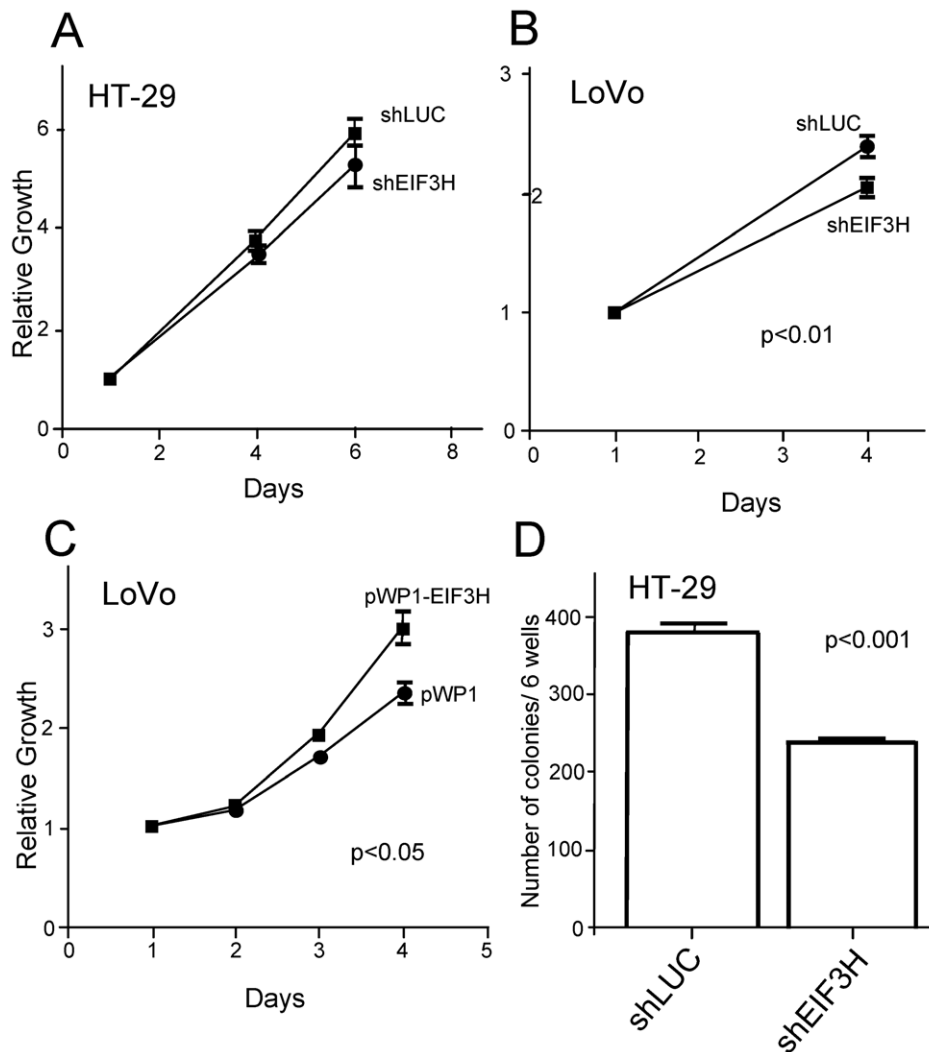 A
HT-29
shLUC
shEIF3H
Relative Growth
6
4
2
0
0 2 4 6 8
Days
B
LoVo
shLUC
shEIF3H
3
2
1
0
p<0.01
0 1 2 3 4
Days
C
LoVo
pWP1-EIF3H
pWP1
Relative Growth
3
2
1
0
p<0.05
0 1 2 3 4 5
Days
D
HT-29
p<0.001
Number of colonies/ 6 wells
400
300
200
100
0
shLUC
shEIF3H